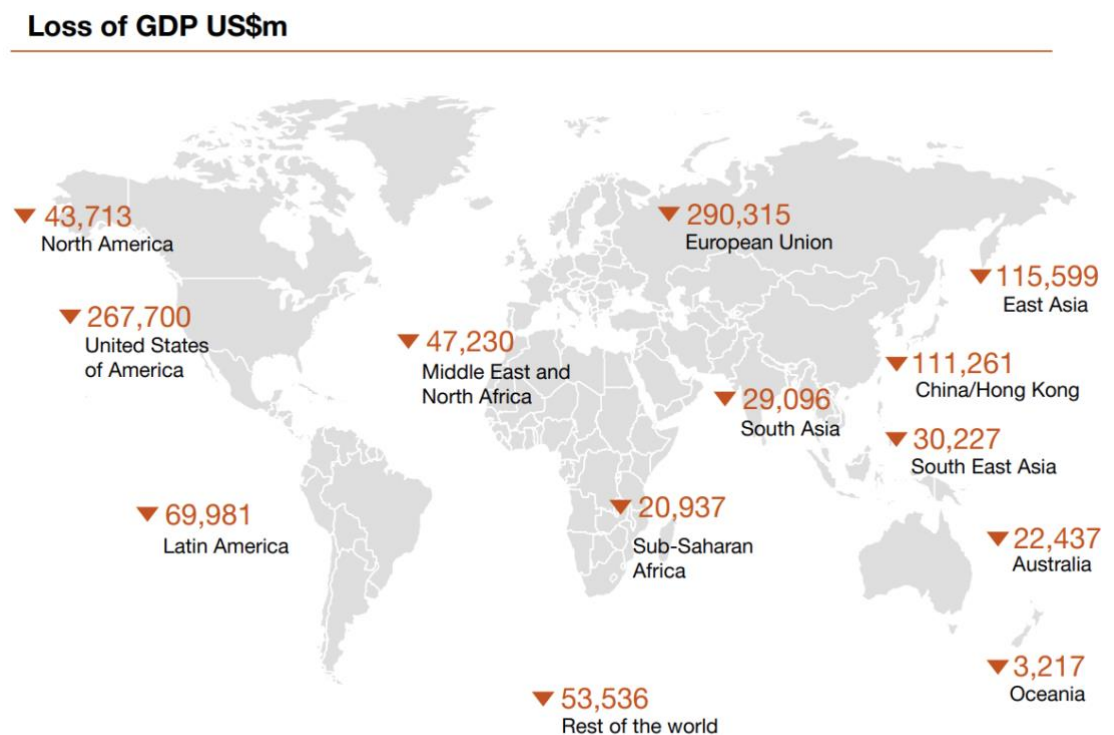 Loss of GDP US$m
43,713
North America
267,700
United States
of America
69,981
Latin America
47,230
Middle East and
North Africa
290,315
European Union
115,599
East Asia
111,261
China/Hong Kong
29,096
South Asia
30,227
South East Asia
20,937
Sub-Saharan
Africa
22,437
Australia
3,217
Oceania
53,536
Rest of the world